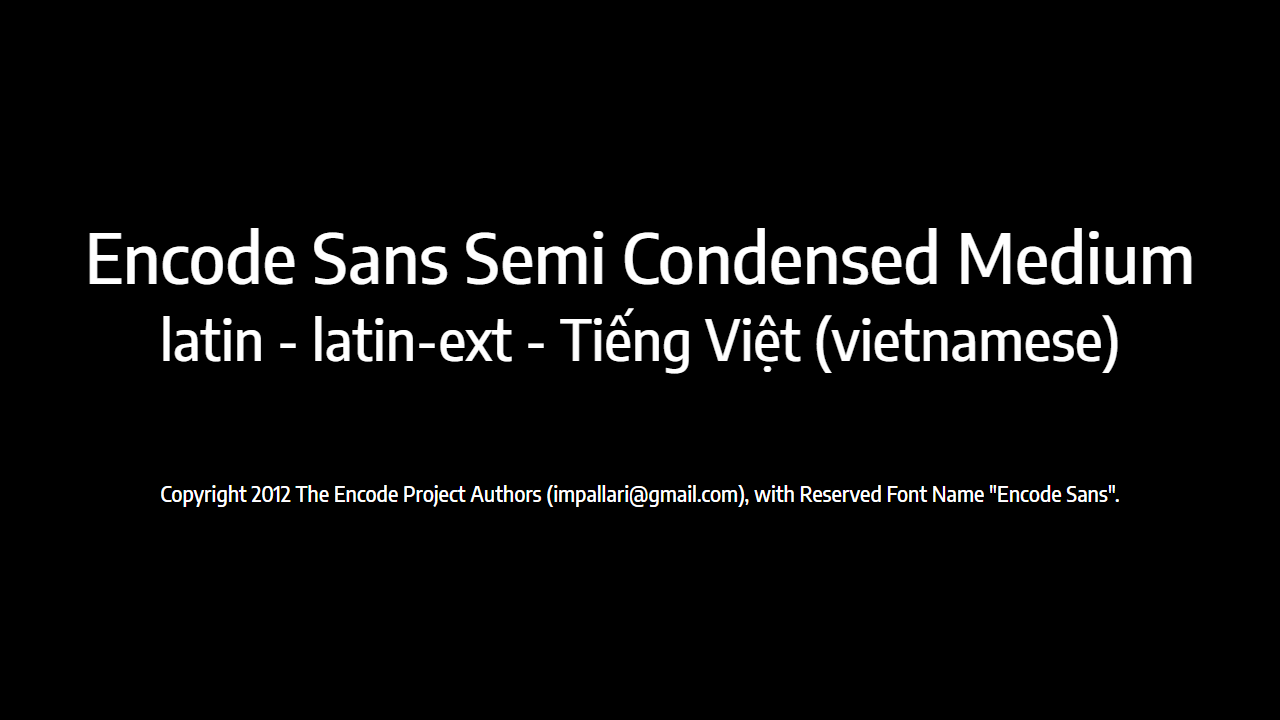 Encode Sans Semi Condensed Medium
latin - latin-ext - Tiếng Việt (vietnamese)
Copyright 2012 The Encode Project Authors (impallari@gmail.com), with Reserved Font Name "Encode Sans".